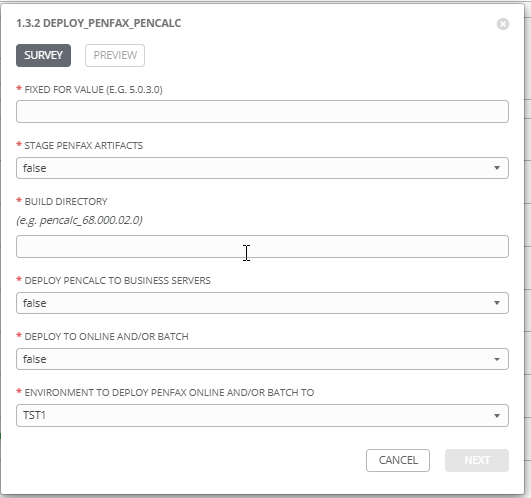 1.3.2 DEPLOY_PENFAX_PENCALC
SURVEY
PREVIEW
* FIXED FOR VALUE (E.G. 5.0.3.0)
* STAGE PENFAX ARTIFACTS
false
* BUILD DIRECTORY
(e.g. pencalc_68.000.02.0)
* DEPLOY PENCALC TO BUSINESS SERVERS
false
* DEPLOY TO ONLINE AND/OR BATCH
false
* ENVIRONMENT TO DEPLOY PENFAX ONLINE AND/OR BATCH TO
TST1
CANCEL
NEXT